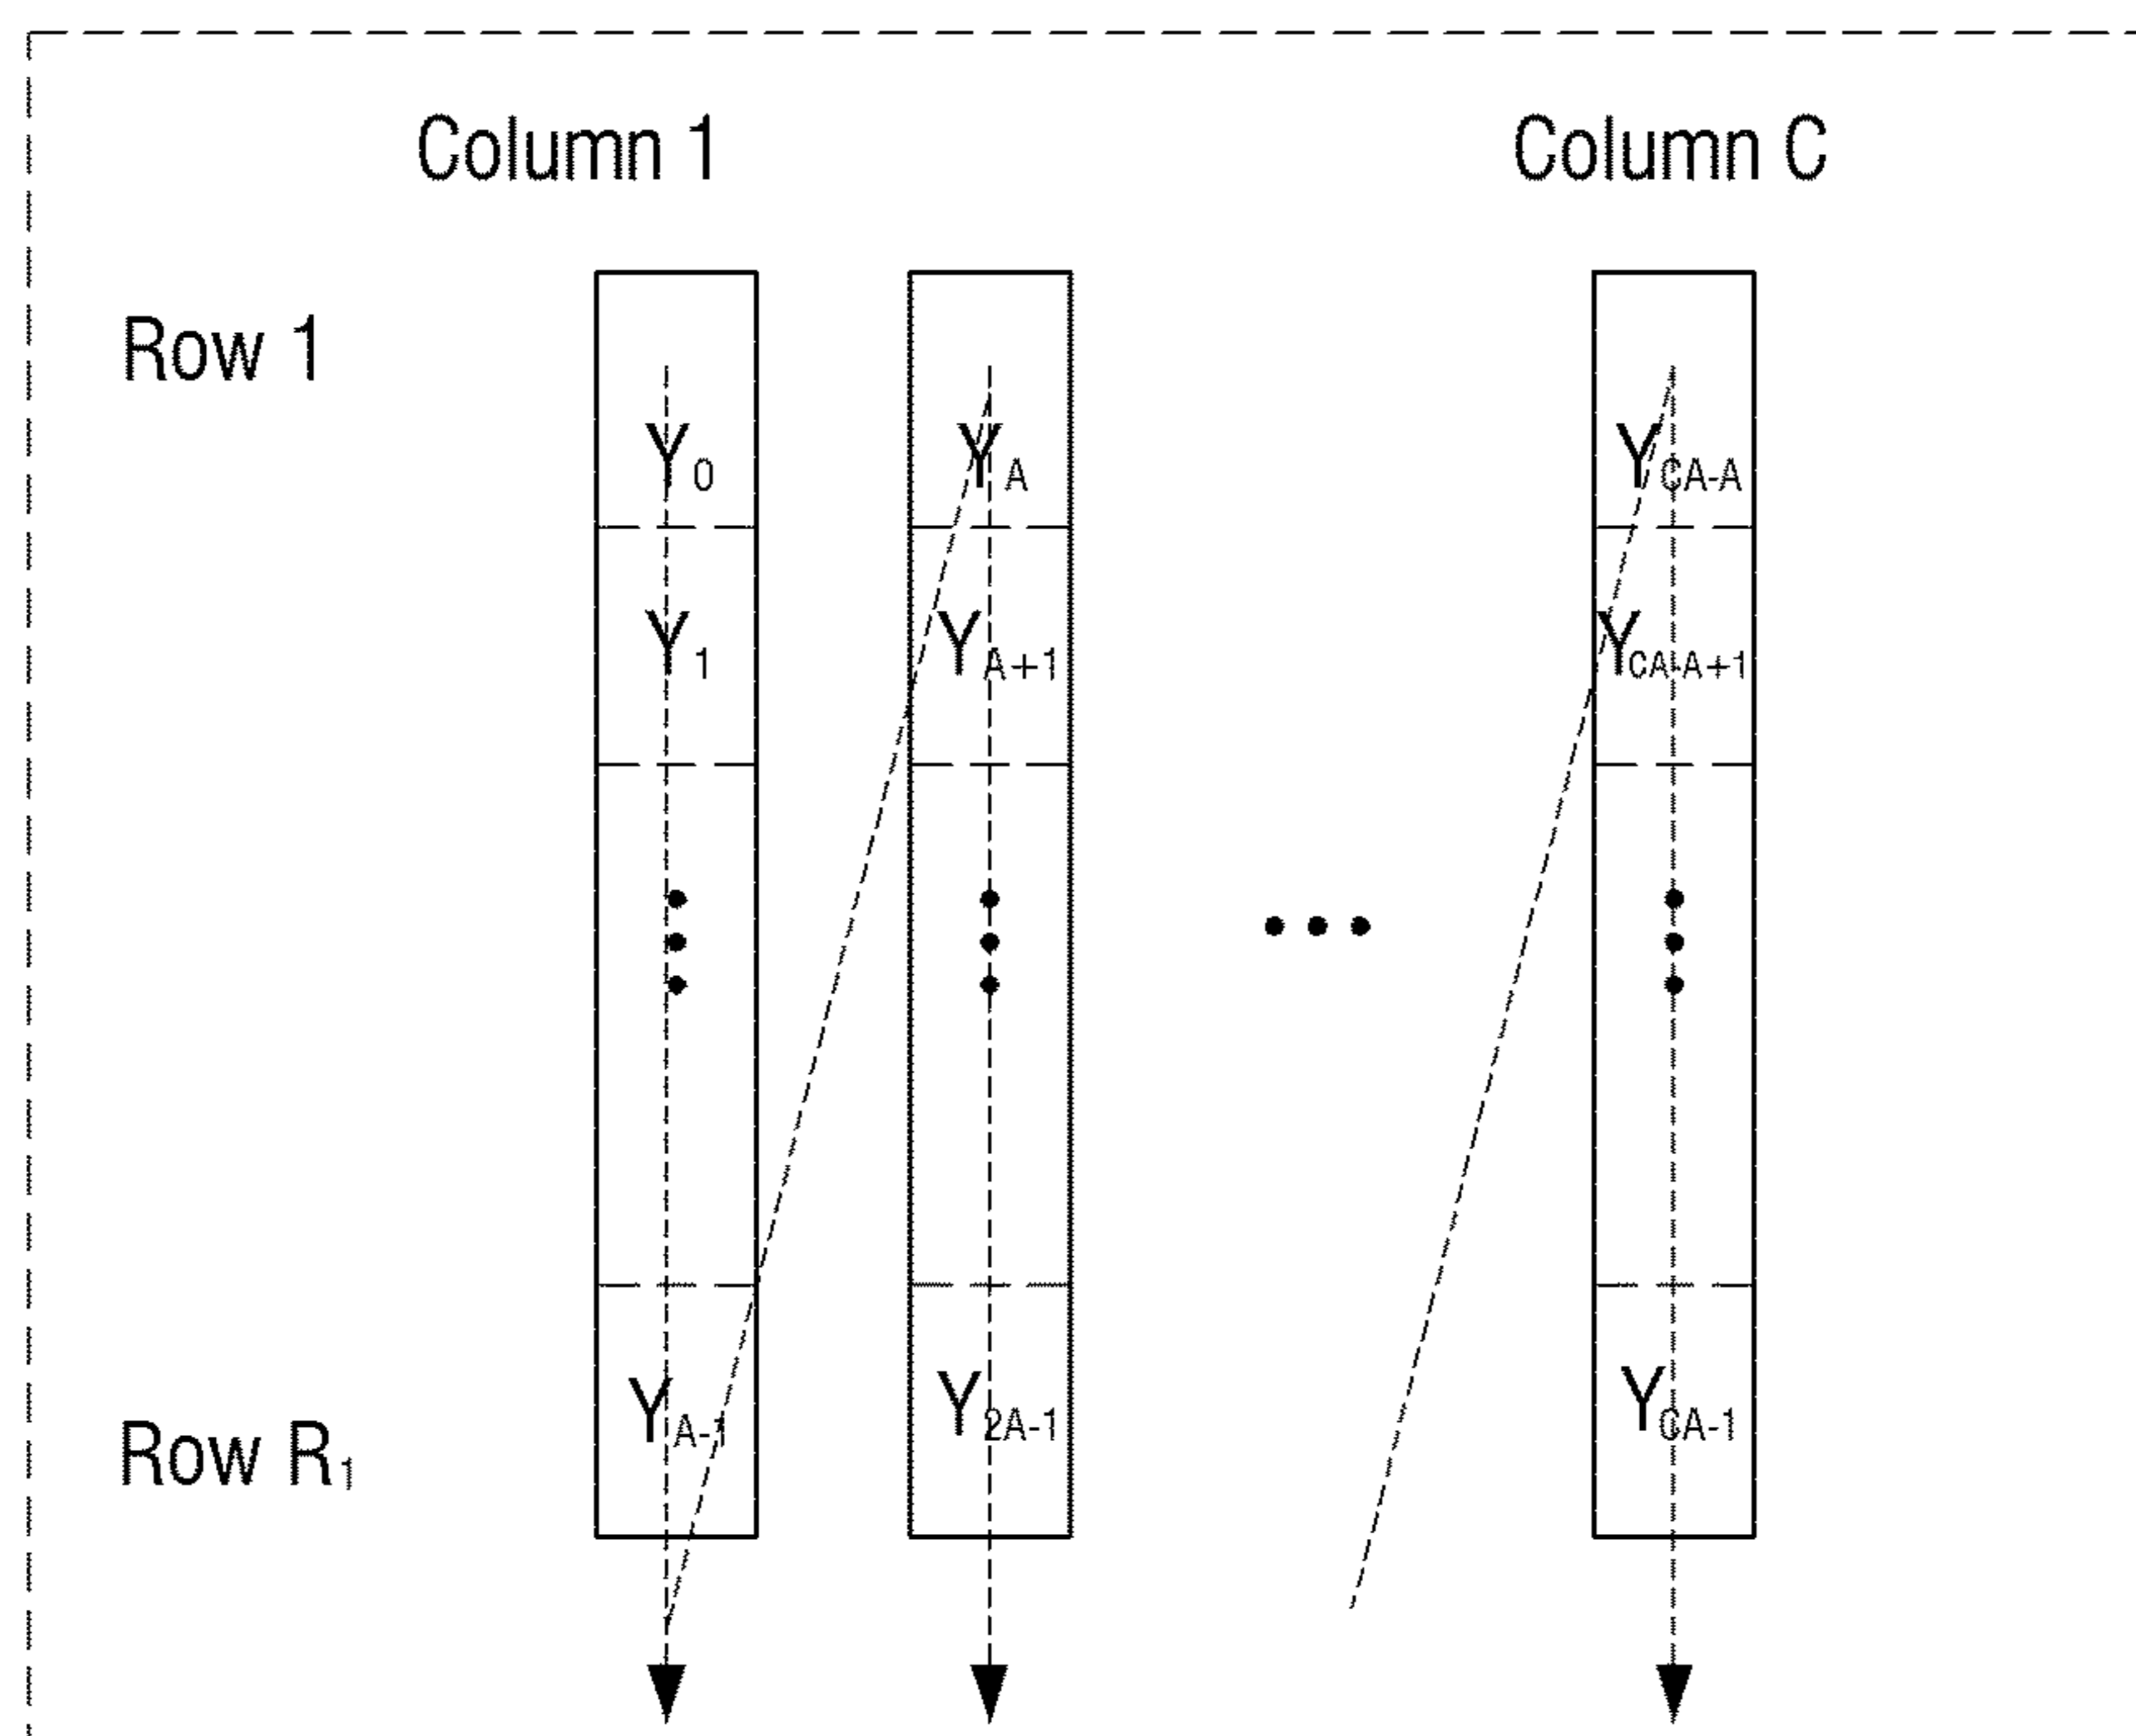 Column 1 Column C
Row 1
Y0 YA YCA-A
Y1 YA+1 YCA-A+1
YA-1 Y2A-1 YCA-1
Row R1